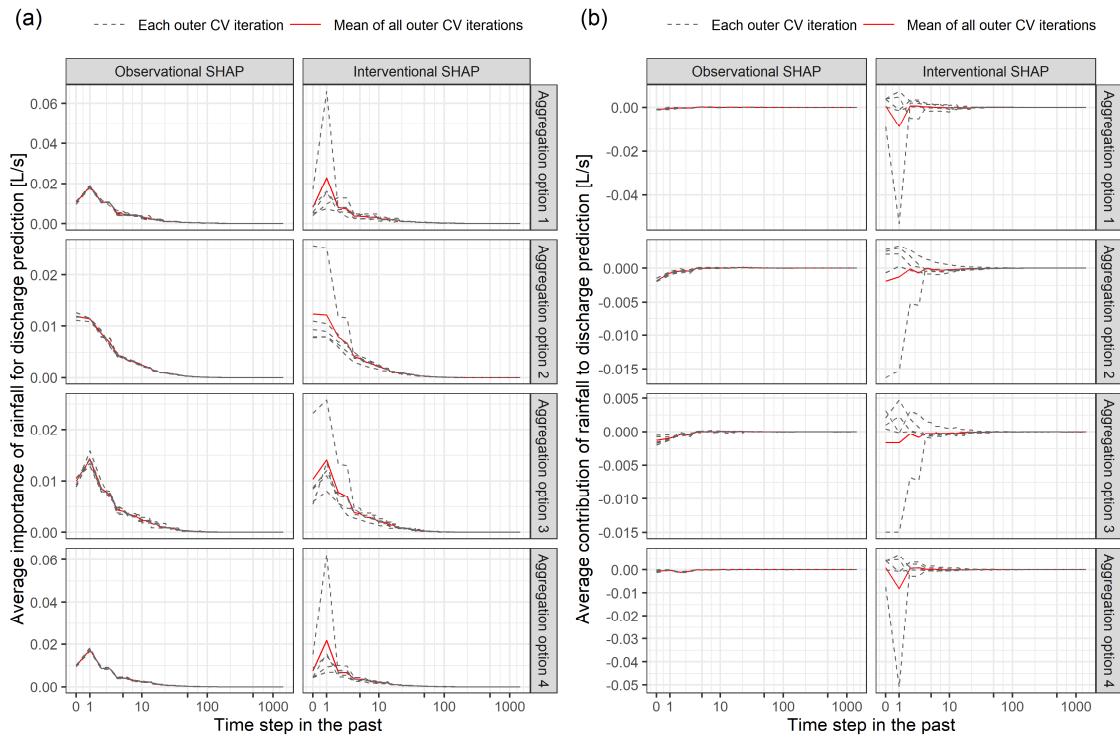 (a)
Each outer CV iteration
Mean of all outer CV iterations
Observational SHAP
Interventional SHAP
Average importance of rainfall for discharge prediction [L/s]
0.06
0.04
0.02
0.00
Aggregation option 1
0.02
0.01
0.00
Aggregation option 2
0.02
0.01
0.00
Aggregation option 3
0.06
0.04
0.02
0.00
Aggregation option 4
0 1 10 100 1000
0 1 10 100 1000
Time step in the past
(b)
Each outer CV iteration
Mean of all outer CV iterations
Observational SHAP
Interventional SHAP
Average contribution of rainfall to discharge prediction [L/s]
0.00
-0.02
-0.04
Aggregation option 1
0.000
-0.005
-0.010
-0.015
Aggregation option 2
0.000
-0.005
-0.010
-0.015
Aggregation option 3
0.00
-0.01
-0.02
-0.03
-0.04
-0.05
Aggregation option 4
0 1 10 100 1000
0 1 10 100 1000
Time step in the past